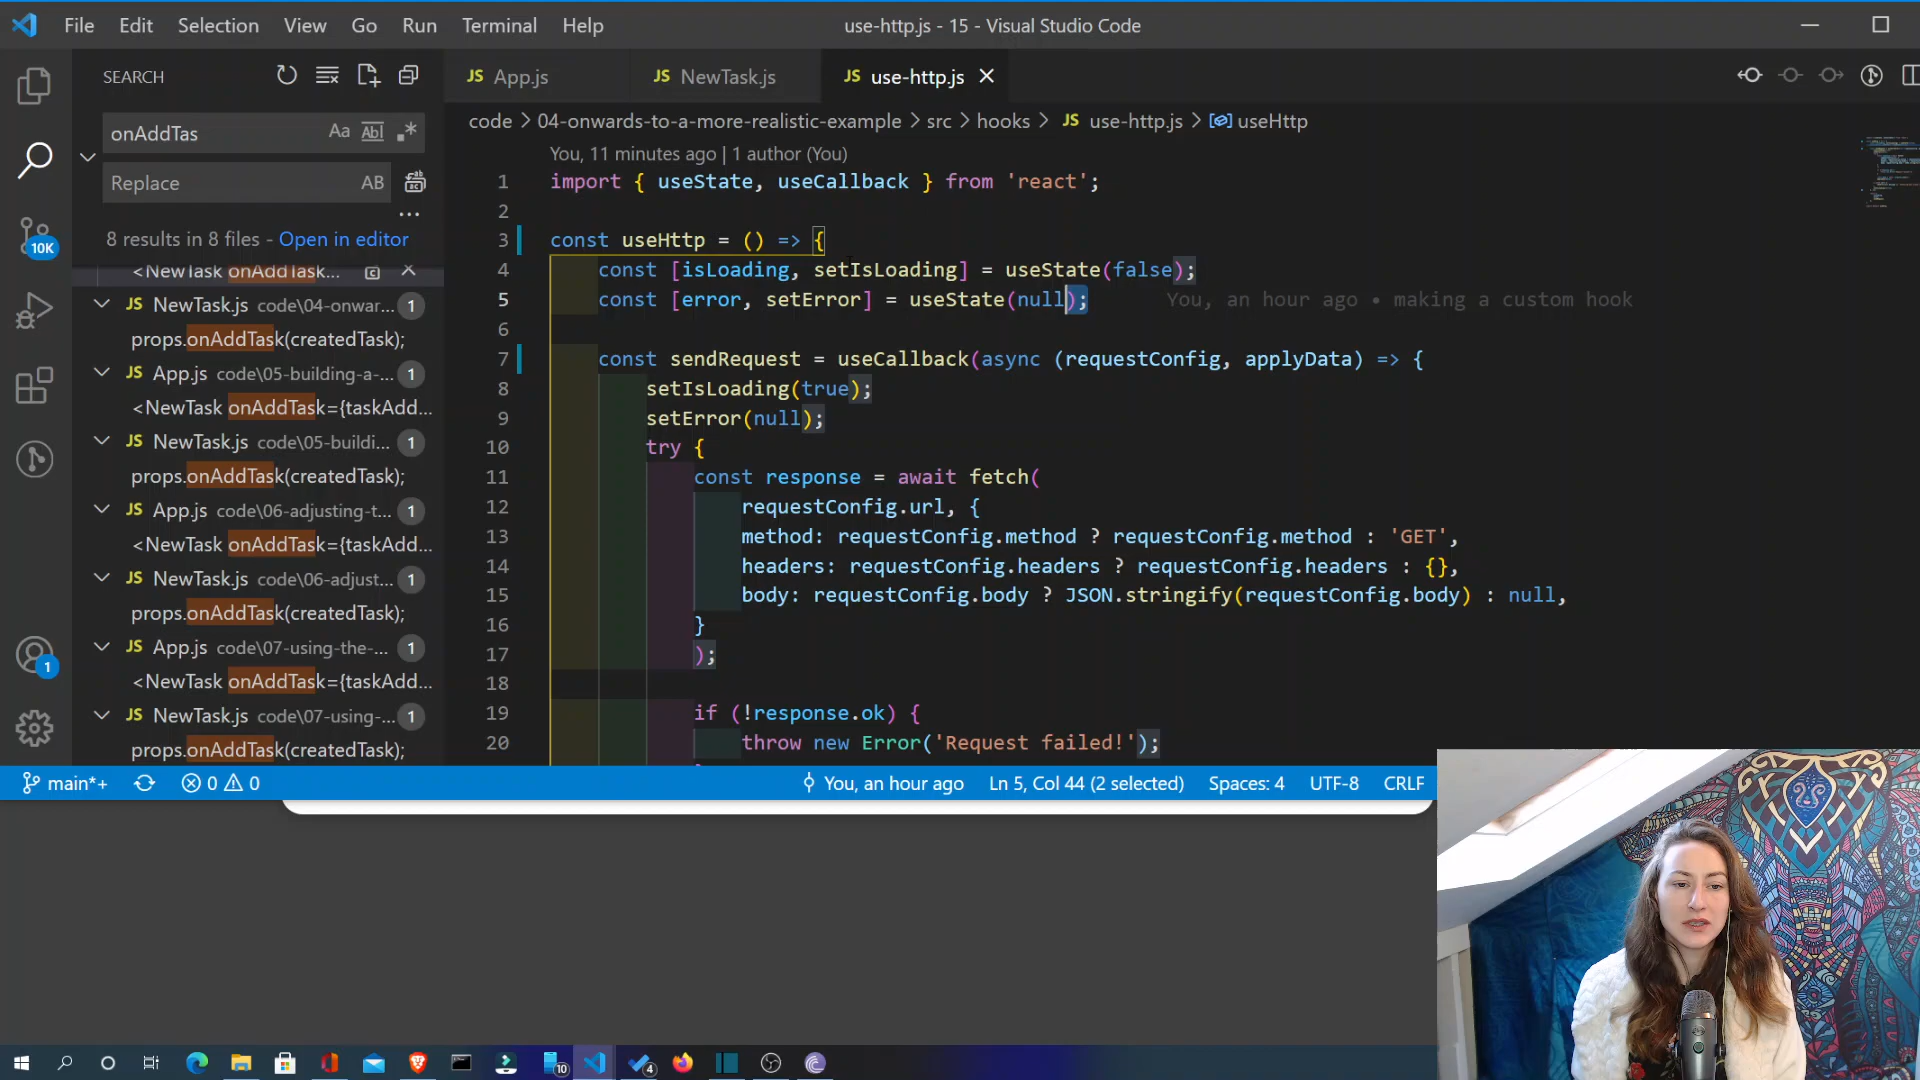 File Edit Selection View Go Run Terminal Help
use-http.js - 15 - Visual Studio Code
SEARCH
JS App.js
JS NewTask.js
JS use-http.js
onAddTas
Aa Abl .*
Replace
AB
...
8 results in 8 files - Open in editor
<NewTask onAddTask...
JS NewTask.js code\04-onwar... 1
props.onAddTask(createdTask);
JS App.js code\05-building-a-... 1
<NewTask onAddTask={taskAdd...
JS NewTask.js code\05-buildi... 1
props.onAddTask(createdTask);
JS App.js code\06-adjusting-t... 1
<NewTask onAddTask={taskAdd...
JS NewTask.js code\06-adjust... 1
props.onAddTask(createdTask);
JS App.js code\07-using-the-... 1
<NewTask onAddTask={taskAdd...
JS NewTask.js code\07-using-... 1
props.onAddTask(createdTask);
10K
1
code > 04-onwards-to-a-more-realistic-example > src > hooks > JS use-http.js > useHttp
You, 11 minutes ago | 1 author (You)
1 import { useState, useCallback } from 'react';
2
3 const useHttp = () => {
4 const [isLoading, setIsLoading] = useState(false);
5 const [error, setError] = useState(null); You, an hour ago • making a custom hook
6
7 const sendRequest = useCallback(async (requestConfig, applyData) => {
8 setIsLoading(true);
9 setError(null);
10 try {
11 const response = await fetch(
12 requestConfig.url, {
13 method: requestConfig.method ? requestConfig.method : 'GET',
14 headers: requestConfig.headers ? requestConfig.headers : {},
15 body: requestConfig.body ? JSON.stringify(requestConfig.body) : null,
16 }
17 );
18
19 if (!response.ok) {
20 throw new Error('Request failed!');
main*+ 0 0 You, an hour ago Ln 5, Col 44 (2 selected) Spaces: 4 UTF-8 CRLF
10 4